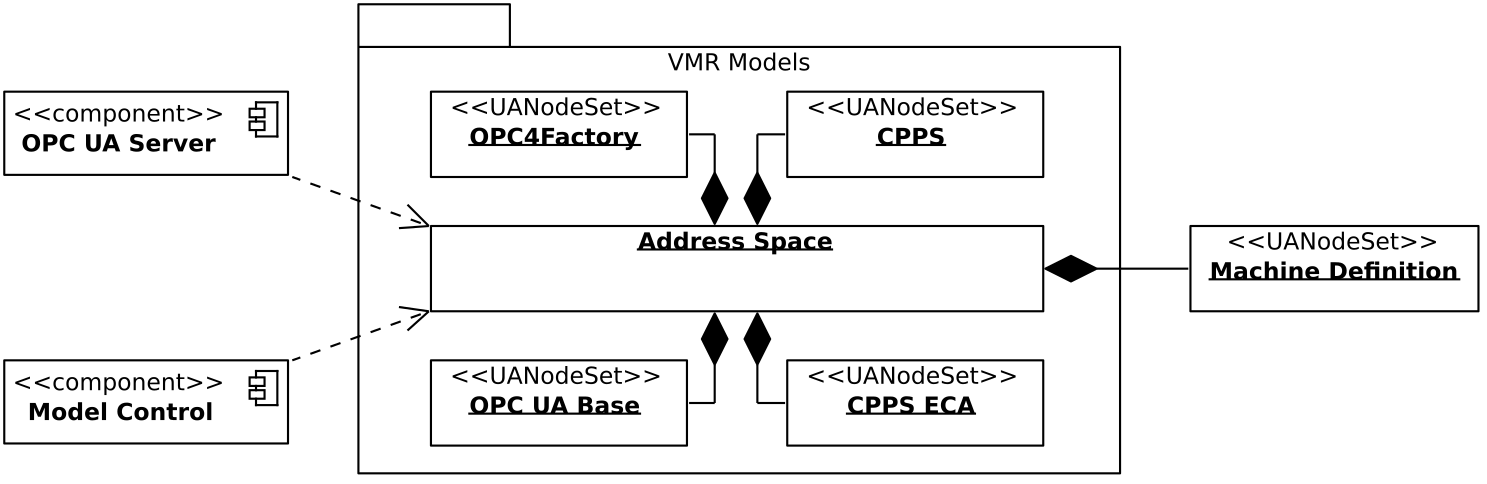 VMR Models
<<component>>
OPC UA Server
<<UANodeSet>>
OPC4Factory
<<UANodeSet>>
CPPS
Address Space
<<UANodeSet>>
Machine Definition
<<component>>
Model Control
<<UANodeSet>>
OPC UA Base
<<UANodeSet>>
CPPS ECA